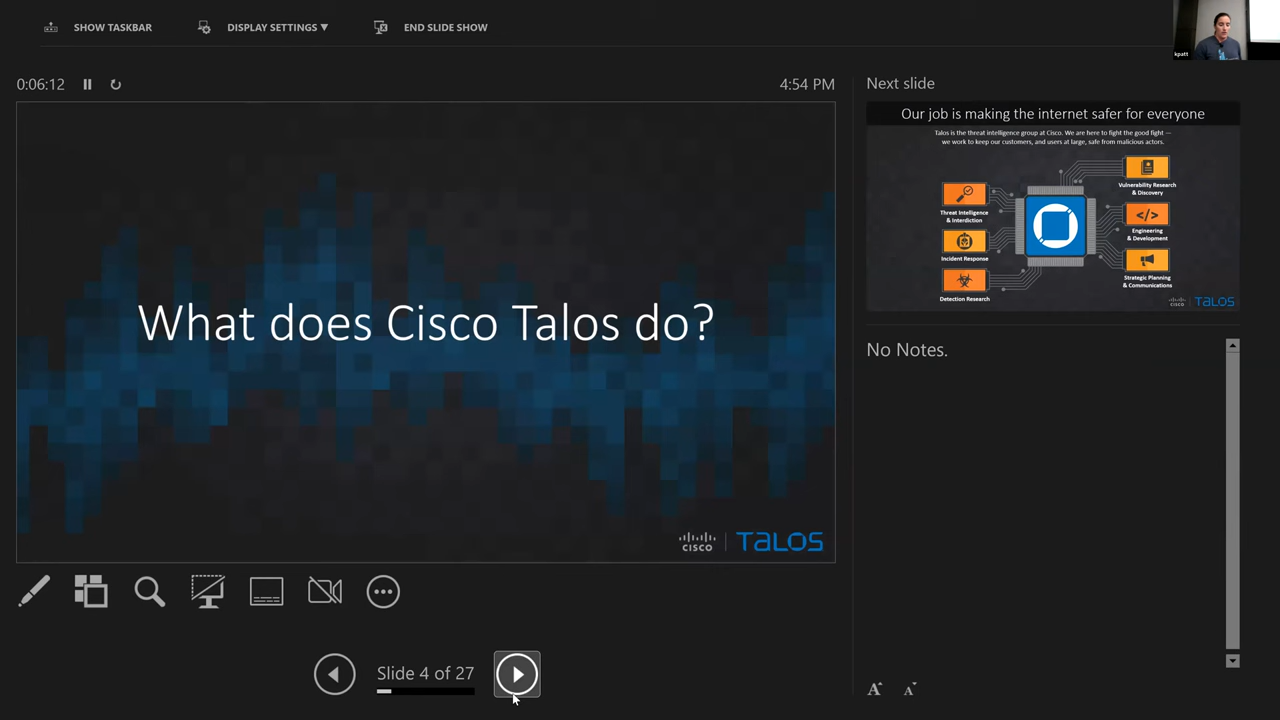 SHOW TASKBAR
DISPLAY SETTINGS ▼
END SLIDE SHOW
kpatt
0:06:12
4:54 PM
What does Cisco Talos do?
cisco
TALOS
Slide 4 of 27
Next slide
Our job is making the internet safer for everyone
Talos is the threat intelligence group at Cisco. We are here to fight the good fight —
we work to keep our customers, and users at large, safe from malicious actors.
Threat Intelligence
& Interdiction
Incident Response
Detection Research
Vulnerability Research
& Discovery
</>
Engineering
& Development
Strategic Planning
& Communications
cisco
TALOS
No Notes.
A
A